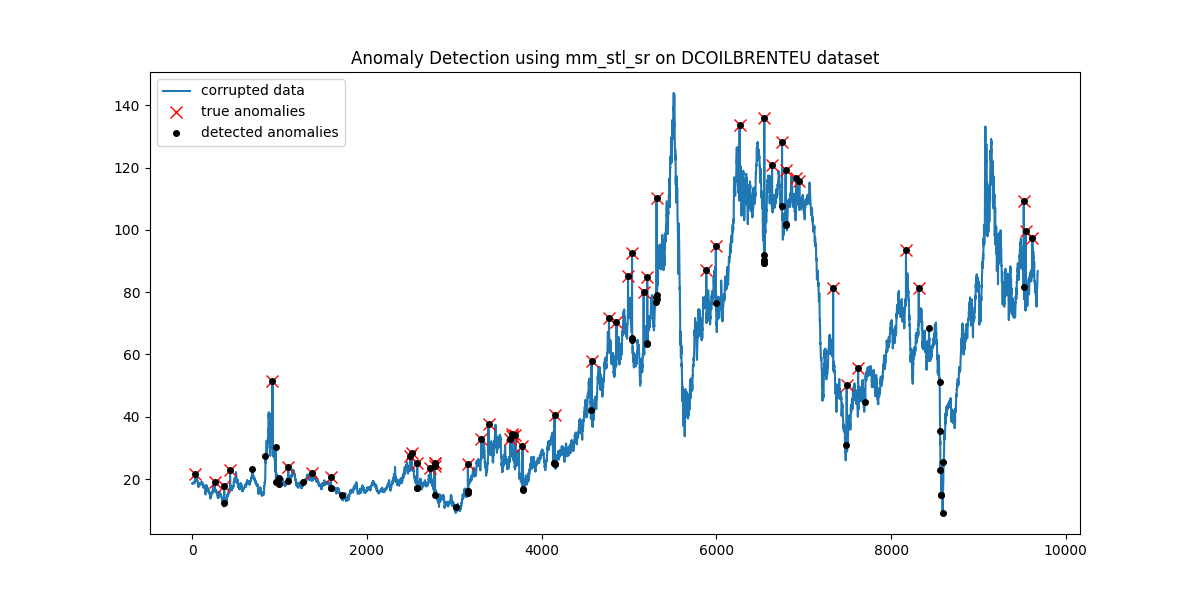 Anomaly Detection using mm_stl_sr on DCOILBRENTEU dataset
corrupted data
true anomalies
detected anomalies
140
120
100
80
60
40
20
0 2000 4000 6000 8000 10000